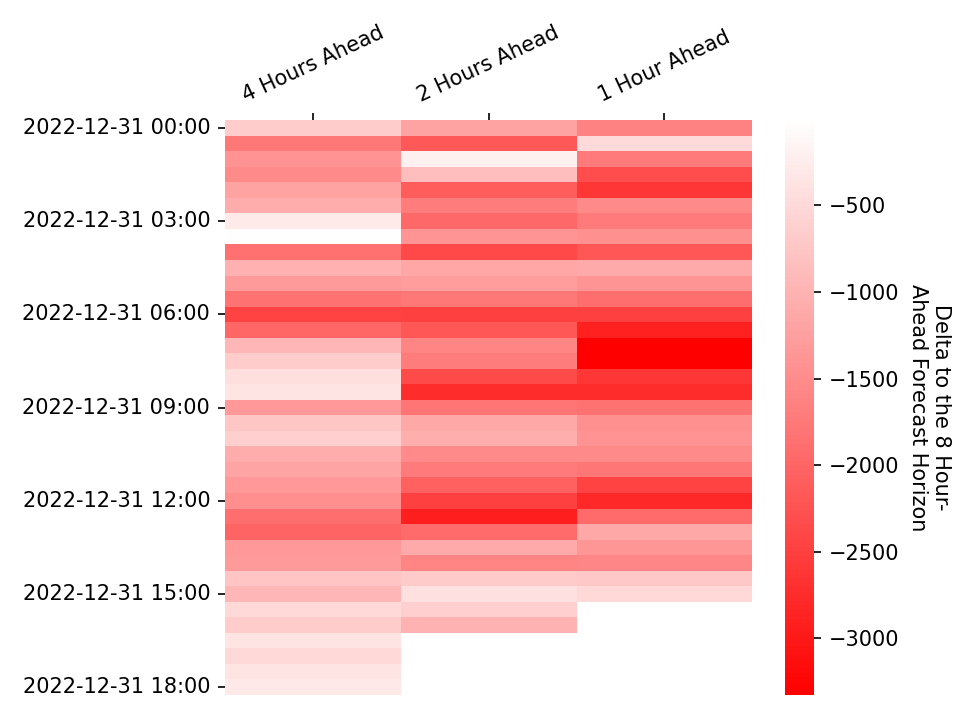 4 Hours Ahead
2 Hours Ahead
1 Hour Ahead
2022-12-31 00:00
2022-12-31 03:00
2022-12-31 06:00
2022-12-31 09:00
2022-12-31 12:00
2022-12-31 15:00
2022-12-31 18:00
−500
−1000
−1500
−2000
−2500
−3000
Delta to the 8 Hour-
Ahead Forecast Horizon